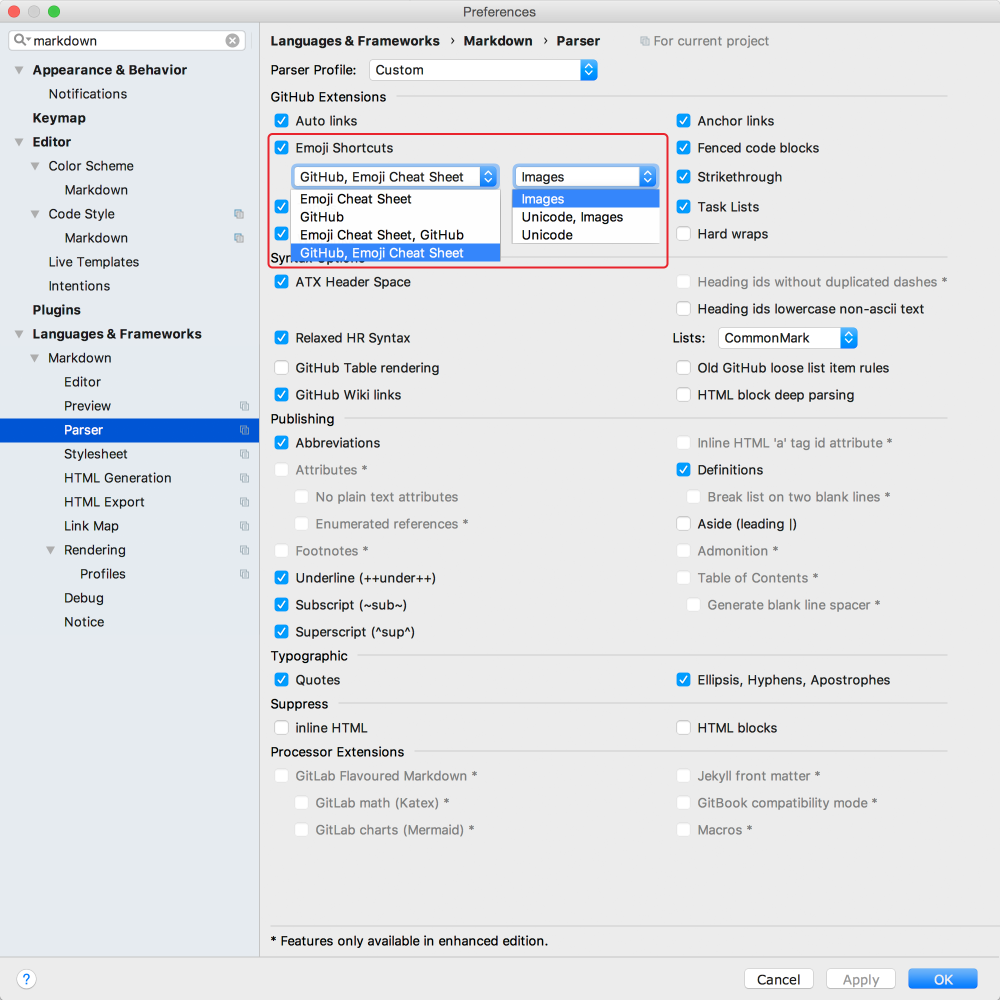 Preferences
markdown
Appearance & Behavior
Notifications
Keymap
Editor
Color Scheme
Markdown
Code Style
Markdown
Live Templates
Intentions
Plugins
Languages & Frameworks
Markdown
Editor
Preview
Parser
Stylesheet
HTML Generation
HTML Export
Link Map
Rendering
Profiles
Debug
Notice
Languages & Frameworks › Markdown › Parser For current project
Parser Profile: Custom
GitHub Extensions
Auto links Anchor links
Emoji Shortcuts Fenced code blocks
GitHub, Emoji Cheat Sheet Images Strikethrough
Emoji Cheat Sheet Images
GitHub Unicode, Images Task Lists
Emoji Cheat Sheet, GitHub Unicode Hard wraps
GitHub, Emoji Cheat Sheet
Syntax Options
ATX Header Space Heading ids without duplicated dashes *
Heading ids lowercase non-ascii text
Relaxed HR Syntax Lists: CommonMark
GitHub Table rendering Old GitHub loose list item rules
GitHub Wiki links HTML block deep parsing
Publishing
Abbreviations Inline HTML 'a' tag id attribute *
Attributes * Definitions
No plain text attributes Break list on two blank lines *
Enumerated references * Aside (leading |)
Footnotes * Admonition *
Underline (++under++) Table of Contents *
Subscript (~sub~) Generate blank line spacer *
Superscript (^sup^)
Typographic
Quotes Ellipsis, Hyphens, Apostrophes
Suppress
inline HTML HTML blocks
Processor Extensions
GitLab Flavoured Markdown * Jekyll front matter *
GitLab math (Katex) * GitBook compatibility mode *
GitLab charts (Mermaid) * Macros *
* Features only available in enhanced edition.
? Cancel Apply OK